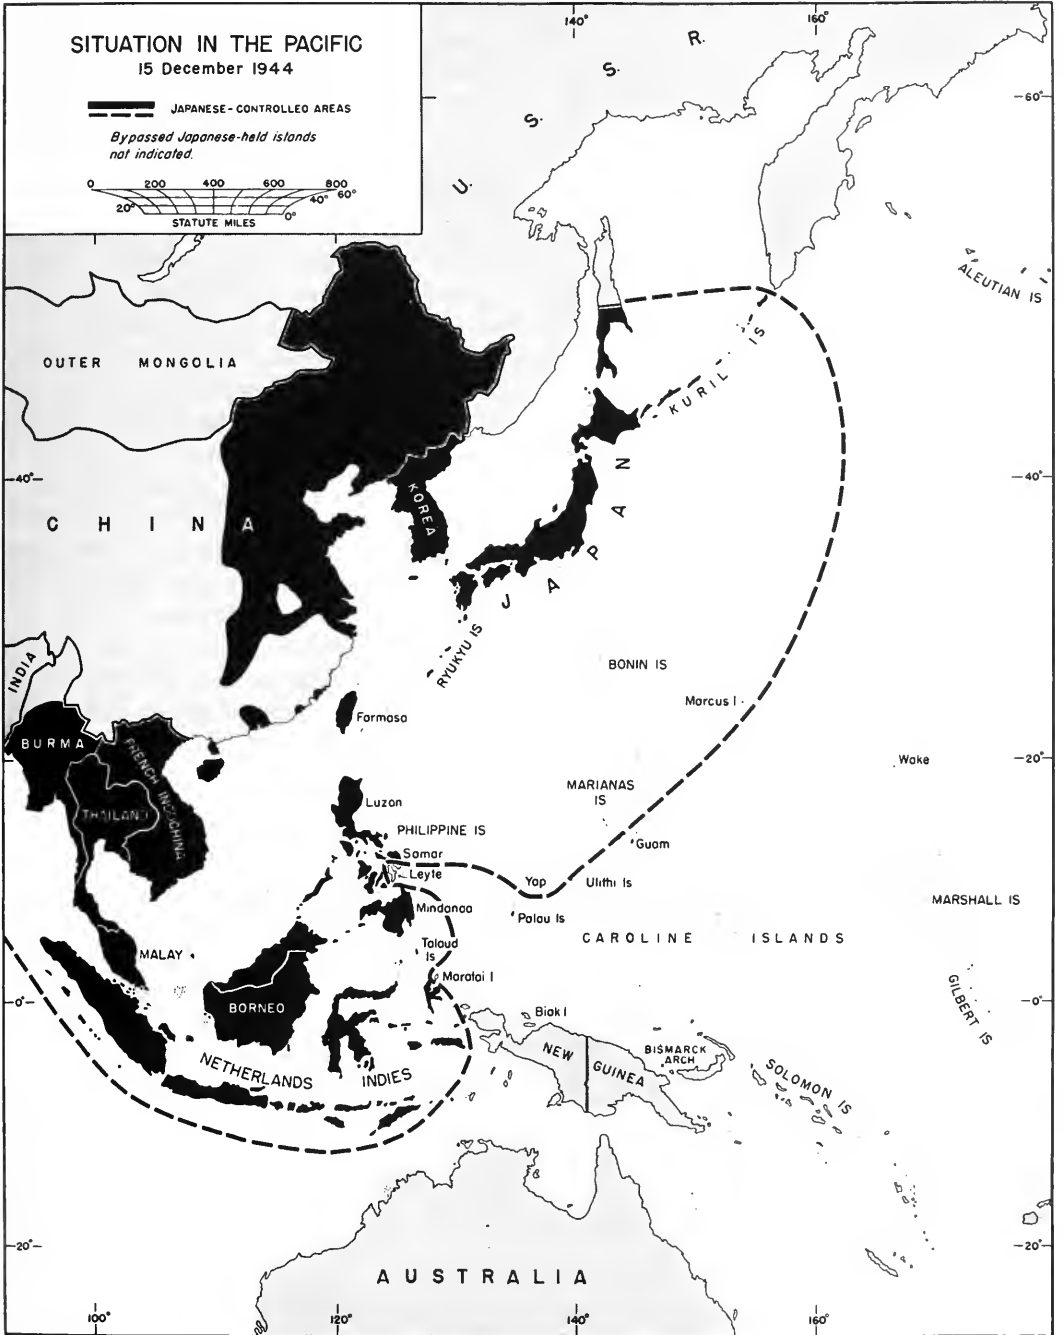 SITUATION IN THE PACIFIC
15 December 1944
JAPANESE-CONTROLLED AREAS
Bypassed Japanese-held islands
not indicated.
0 200 400 600 800
20° 40° 60°
0°
STATUTE MILES
140° 160°
U. S. S. R.
60°
ALEUTIAN IS
OUTER MONGOLIA
KURIL IS
40° 40°
CHINA
KOREA
JAPAN
RYUKYU IS
BONIN IS
INDIA
Marcus I
Formosa
BURMA
FRENCH INDOCHINA
THAILAND
Wake
20°
MARIANAS
IS
Luzon
PHILIPPINE IS
Guam
Samar
Leyte
Yap
Ulithi Is
Mindanao
Palau Is
MARSHALL IS
CAROLINE ISLANDS
MALAY
Talaud
Is
Morotai I
0° 0°
BORNEO
Biak I
GILBERT IS
NEW GUINEA
BISMARCK
ARCH
NETHERLANDS INDIES
SOLOMON IS
20° 20°
AUSTRALIA
100° 120° 140° 160°